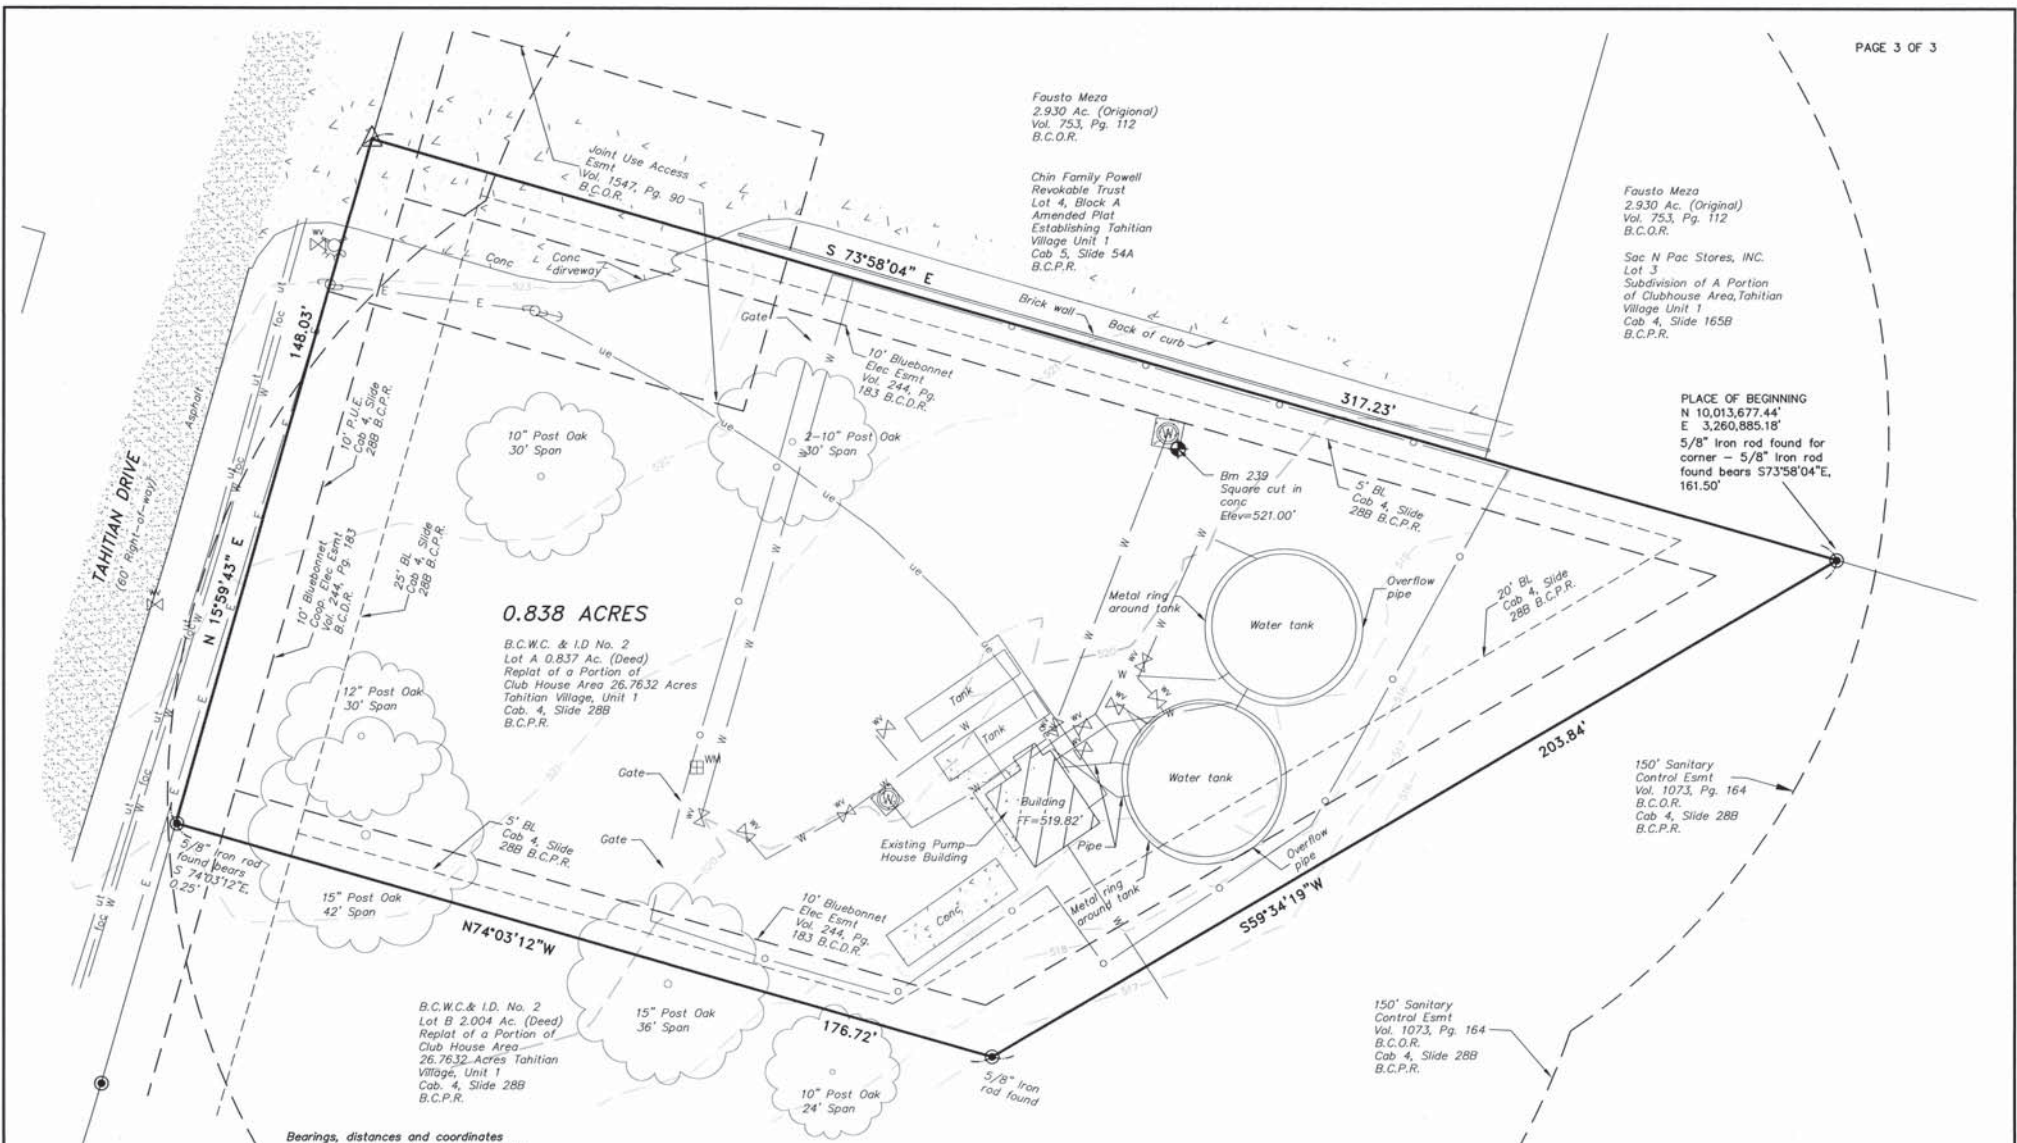 PAGE 3 OF 3
Fausto Meza
2.930 Ac. (Origional)
Vol. 753, Pg. 112
B.C.O.R.
Chin Family Powell
Revokable Trust
Lot 4, Block A
Amended Plat
Establishing Tahitian
Village Unit 1
Cab 5, Slide 54A
B.C.P.R.
Fausto Meza
2.930 Ac. (Original)
Vol. 753, Pg. 112
B.C.O.R.
Sac N Pac Stores, INC.
Lot 3
Subdivision of A Portion
of Clubhouse Area,Tahitian
Village Unit 1
Cab 4, Slide 165B
B.C.P.R.
Joint Use Access
Esmt
Vol. 1547, Pg. 90
B.C.O.R.
S 73°58'04" E
317.23'
Brick wall
Back of curb
Conc
Conc
dirveway
Gate
10' Bluebonnet
Elec Esmt
Vol. 244, Pg.
183 B.C.D.R.
PLACE OF BEGINNING
N 10,013,677.44'
E 3,260,885.18'
5/8" Iron rod found for
corner – 5/8" Iron rod
found bears S73°58'04"E,
161.50'
148.03'
N 15°59'43" E
Asphalt
TAHITIAN DRIVE
(60' Right-of-way)
10' P.U.E.
Cab 4, Slide
28B B.C.P.R.
10' Bluebonnet
Coop. Elec Esmt
Vol. 244, Pg. 183
B.C.D.R.
25' BL
Cab 4, Slide
28B B.C.P.R.
10" Post Oak
30' Span
2-10" Post Oak
30' Span
Bm 239
Square cut in
conc
Elev=521.00'
5' BL
Cab 4, Slide
28B B.C.P.R.
20' BL
Cab 4, Slide
28B B.C.P.R.
0.838 ACRES
B.C.W.C. & I.D No. 2
Lot A 0.837 Ac. (Deed)
Replat of a Portion of
Club House Area 26.7632 Acres
Tahitian Village, Unit 1
Cab. 4, Slide 28B
B.C.P.R.
Metal ring
around tank
Overflow
pipe
Water tank
12" Post Oak
30' Span
Tank
Tank
WM
Gate
Water tank
Building
FF=519.82'
Existing Pump
House Building
Pipe
Gate
Overflow
pipe
Metal ring
around tank
Conc
203.84'
S59°34'19"W
150' Sanitary
Control Esmt
Vol. 1073, Pg. 164
B.C.O.R.
Cab 4, Slide 28B
B.C.P.R.
5/8" Iron rod
found bears
S 74°03'12"E,
0.25'
15" Post Oak
42' Span
5' BL
Cab 4, Slide
28B B.C.P.R.
10' Bluebonnet
Elec Esmt
Vol. 244, Pg.
183 B.C.D.R.
N74°03'12"W
176.72'
B.C.W.C.& I.D. No. 2
Lot B 2.004 Ac. (Deed)
Replat of a Portion of
Club House Area
26.7632 Acres Tahitian
Village, Unit 1
Cab. 4, Slide 28B
B.C.P.R.
15" Post Oak
36' Span
10" Post Oak
24' Span
5/8" Iron
rod found
150' Sanitary
Control Esmt
Vol. 1073, Pg. 164
B.C.O.R.
Cab 4, Slide 28B
B.C.P.R.
Bearings, distances and coordinates